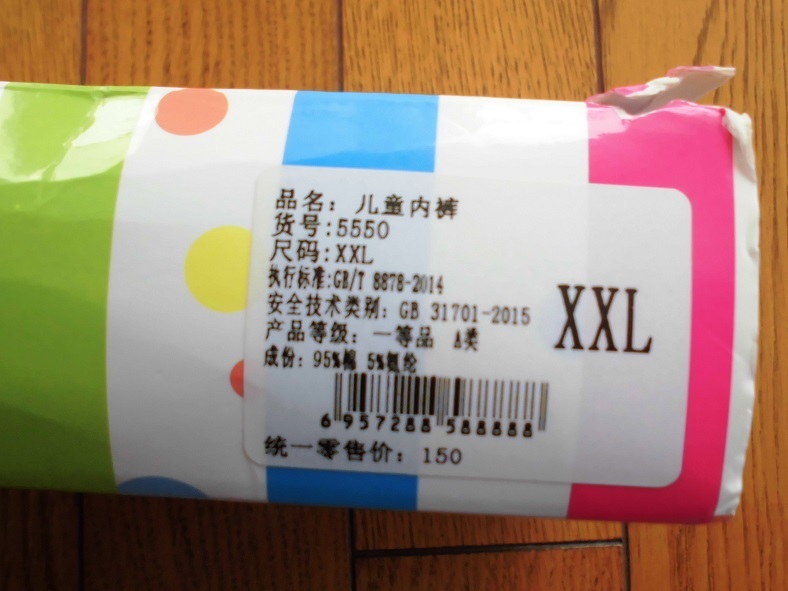 品名：儿童内裤
货号:5550
尺码:XXL
执行标准:GB/T 8878-2014
安全技术类别：GB 31701-2015
产品等级：一等品 A类
成份：95%棉 5%氨纶
XXL
6 957288 588888
统一零售价：150